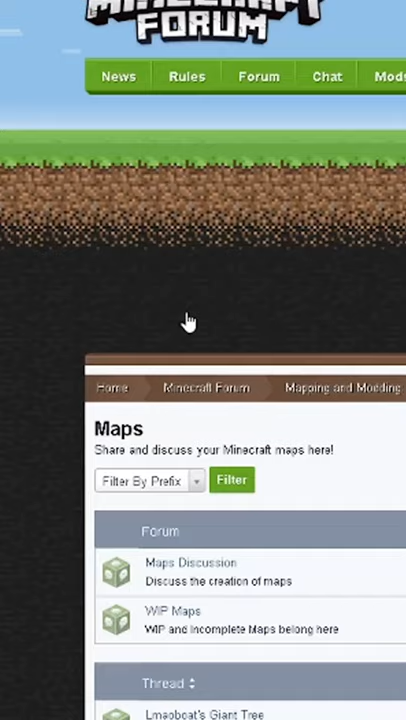 MINECRAFT
FORUM
News Rules Forum Chat Mods
Home Minecraft Forum Mapping and Modding
Maps
Share and discuss your Minecraft maps here!
Filter By Prefix Filter
Forum
Maps Discussion
Discuss the creation of maps
WIP Maps
WIP and Incomplete Maps belong here
Thread
Lmaoboat's Giant Tree